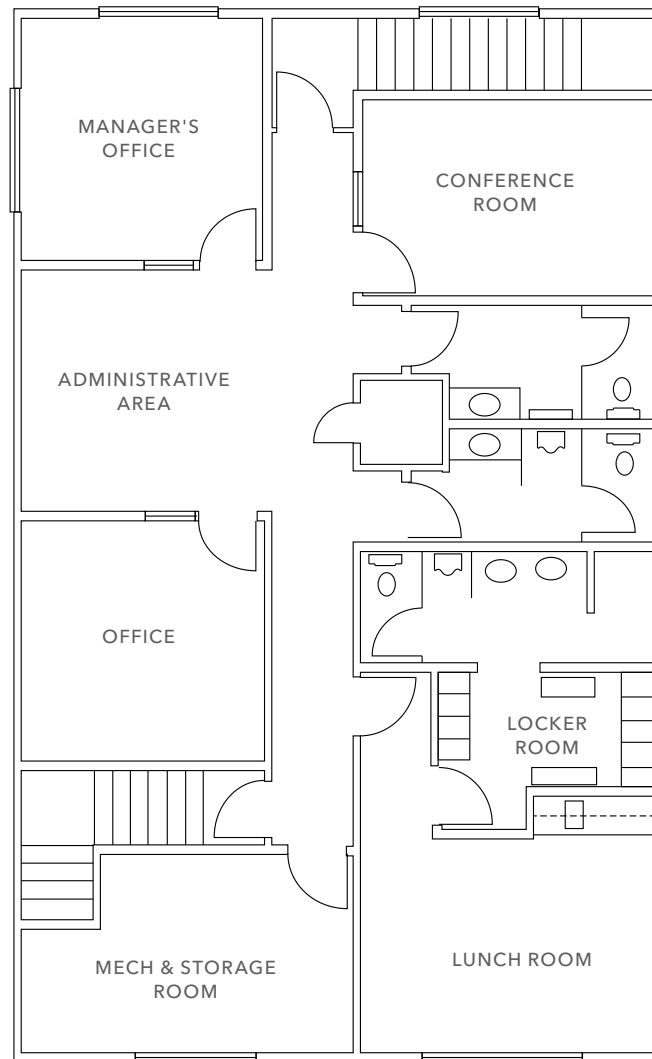 MANAGER'S
OFFICE
CONFERENCE
ROOM
ADMINISTRATIVE
AREA
OFFICE
LOCKER
ROOM
MECH & STORAGE
ROOM
LUNCH ROOM